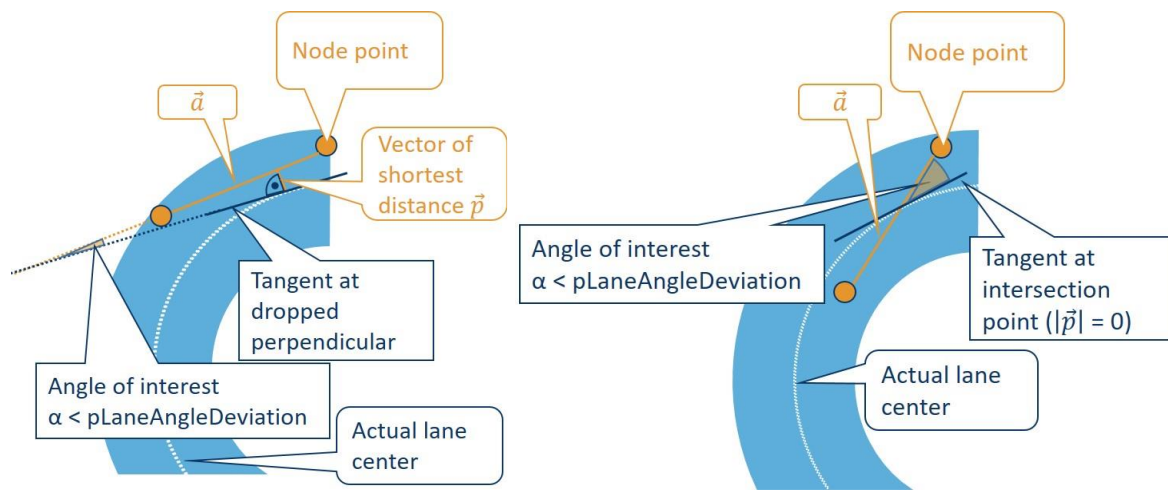 Node point
a⃗
Vector of
shortest
distance p⃗
Tangent at
dropped
perpendicular
Angle of interest
α < pLaneAngleDeviation
Actual lane
center
Node point
a⃗
Angle of interest
α < pLaneAngleDeviation
Tangent at
intersection
point (|p⃗| = 0)
Actual lane
center